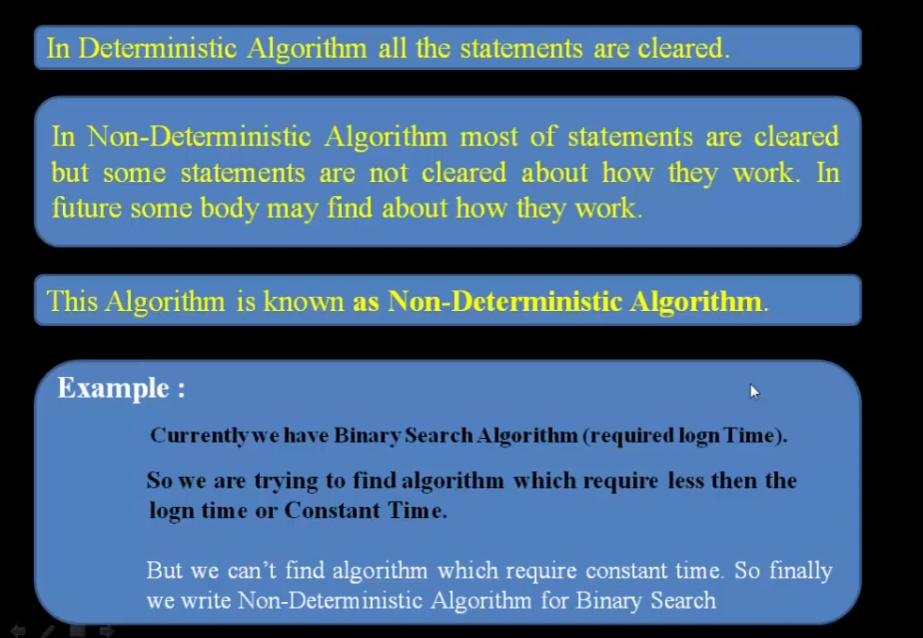 In Deterministic Algorithm all the statements are cleared.
In Non-Deterministic Algorithm most of statements are cleared
but some statements are not cleared about how they work. In
future some body may find about how they work.
This Algorithm is known as Non-Deterministic Algorithm.
Example :
Currently we have Binary Search Algorithm (required logn Time).
So we are trying to find algorithm which require less then the
logn time or Constant Time.
But we can’t find algorithm which require constant time. So finally
we write Non-Deterministic Algorithm for Binary Search